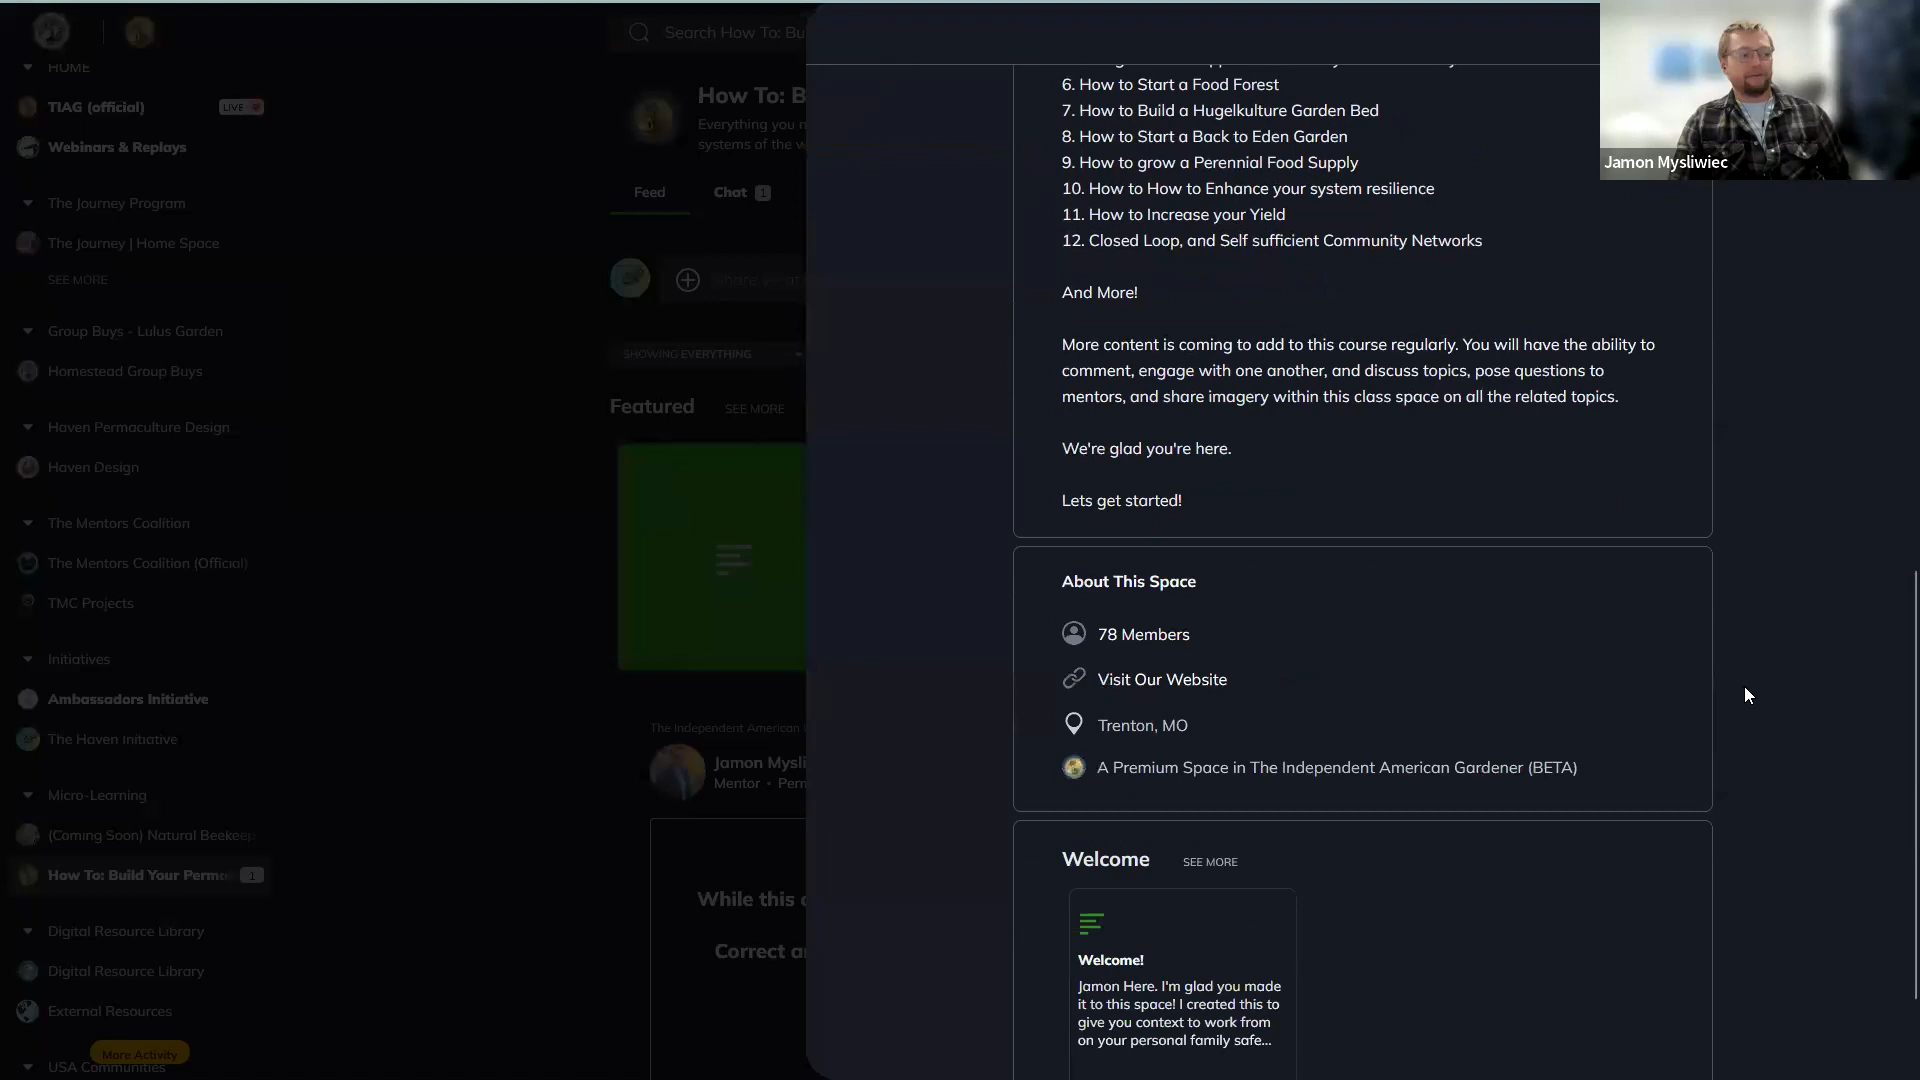 Search How To: Bu
HOME
TIAG (official)
LIVE
Webinars & Replays
The Journey Program
The Journey | Home Space
SEE MORE
Group Buys - Lulus Garden
Homestead Group Buys
Haven Permaculture Design
Haven Design
The Mentors Coalition
The Mentors Coalition (Official)
TMC Projects
Initiatives
Ambassadors Initiative
The Haven Initiative
Micro-Learning
(Coming Soon) Natural Beekeep
How To: Build Your Perma
1
Digital Resource Library
Digital Resource Library
External Resources
More Activity
USA Communities
How To: B
Everything you n
systems of the w
Feed
Chat 1
SHOWING EVERYTHING
Featured
SEE MORE
The Independent American
Jamon Mysli
Mentor • Perm
While this c
Correct a
6. How to Start a Food Forest
7. How to Build a Hugelkulture Garden Bed
8. How to Start a Back to Eden Garden
9. How to grow a Perennial Food Supply
10. How to How to Enhance your system resilience
11. How to Increase your Yield
12. Closed Loop, and Self sufficient Community Networks
And More!
More content is coming to add to this course regularly. You will have the ability to
comment, engage with one another, and discuss topics, pose questions to
mentors, and share imagery within this class space on all the related topics.
We're glad you're here.
Lets get started!
About This Space
78 Members
Visit Our Website
Trenton, MO
A Premium Space in The Independent American Gardener (BETA)
Welcome
SEE MORE
Welcome!
Jamon Here. I'm glad you made
it to this space! I created this to
give you context to work from
on your personal family safe...
Jamon Mysliwiec